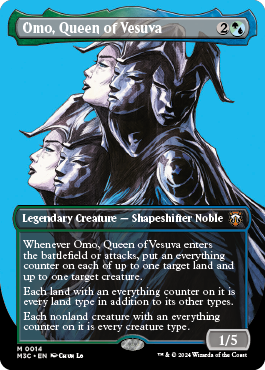 Omo, Queen of Vesuva 2
Legendary Creature — Shapeshifter Noble
Whenever Omo, Queen of Vesuva enters
the battlefield or attacks, put an everything
counter on each of up to one target land and
up to one target creature.
Each land with an everything counter on it is
every land type in addition to its other types.
Each nonland creature with an everything
counter on it is every creature type.
1/5
M 0014
M3C • EN Chun Lo
™ & © 2024 Wizards of the Coast